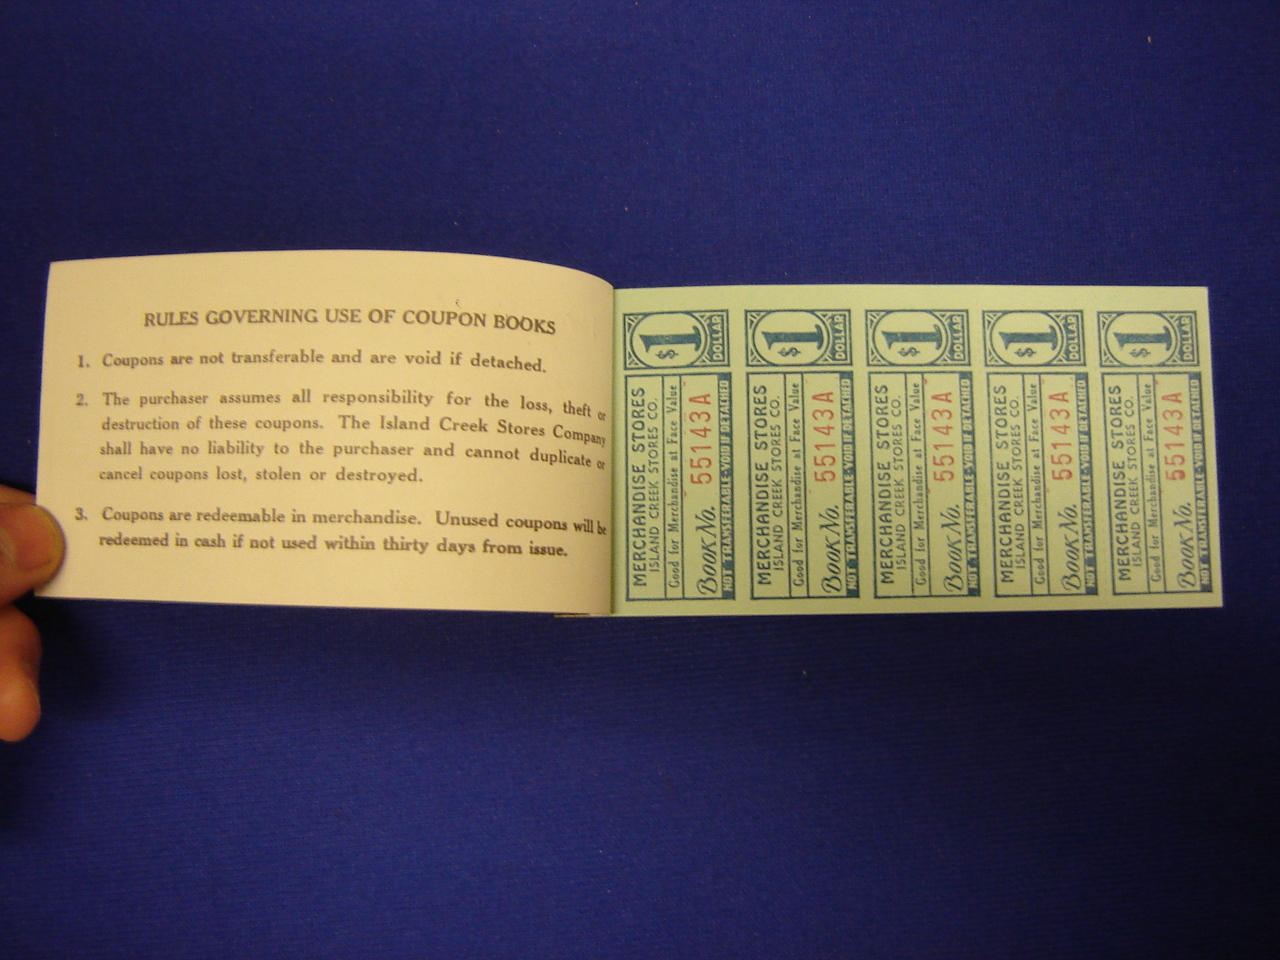 RULES GOVERNING USE OF COUPON BOOKS
1. Coupons are not transferable and are void if detached.
2. The purchaser assumes all responsibility for the loss, theft or
destruction of these coupons. The Island Creek Stores Company
shall have no liability to the purchaser and cannot duplicate or
cancel coupons lost, stolen or destroyed.
3. Coupons are redeemable in merchandise. Unused coupons will be
redeemed in cash if not used within thirty days from issue.
$1
DOLLAR
MERCHANDISE STORES
ISLAND CREEK STORES CO.
Good for Merchandise at Face Value
Book No. 55143A
NOT TRANSFERABLE-VOID IF DETACHED
$1
DOLLAR
MERCHANDISE STORES
ISLAND CREEK STORES CO.
Good for Merchandise at Face Value
Book No. 55143A
NOT TRANSFERABLE-VOID IF DETACHED
$1
DOLLAR
MERCHANDISE STORES
ISLAND CREEK STORES CO.
Good for Merchandise at Face Value
Book No. 55143A
NOT TRANSFERABLE-VOID IF DETACHED
$1
DOLLAR
MERCHANDISE STORES
ISLAND CREEK STORES CO.
Good for Merchandise at Face Value
Book No. 55143A
NOT TRANSFERABLE-VOID IF DETACHED
$1
DOLLAR
MERCHANDISE STORES
ISLAND CREEK STORES CO.
Good for Merchandise at Face Value
Book No. 55143A
NOT TRANSFERABLE-VOID IF DETACHED